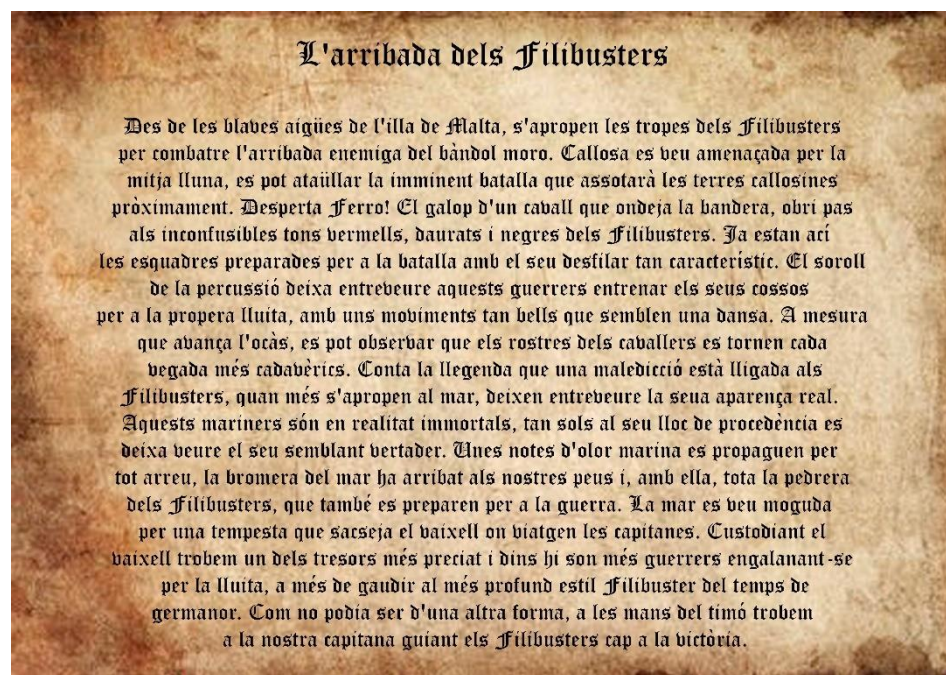 L'arribada dels Filibusters
Des de les blaves aigües de l'illa de Malta, s'apropen les tropes dels Filibusters
per combatre l'arribada enemiga del bàndol moro. Callosa es veu amenaçada per la
mitja lluna, es pot ataüllar la imminent batalla que assotarà les terres callosines
pròximament. Desperta Ferro! El galop d'un cavall que ondeja la bandera, obri pas
als inconfusibles tons vermells, daurats i negres dels Filibusters. Ja estan ací
les esquadres preparades per a la batalla amb el seu desfilar tan característic. El soroll
de la percussió deixa entreveure aquests guerrers entrenar els seus cossos
per a la propera lluita, amb uns moviments tan bells que semblen una dansa. A mesura
que avança l'ocàs, es pot observar que els rostres dels cavallers es tornen cada
vegada més cadavèrics. Conta la llegenda que una maledicció està lligada als
Filibusters, quan més s'apropen al mar, deixen entreveure la seua aparença real.
Aquests mariners són en realitat immortals, tan sols al seu lloc de procedència es
deixa veure el seu semblant vertader. Unes notes d'olor marina es propaguen per
tot arreu, la bromera del mar ha arribat als nostres peus i, amb ella, tota la pedrera
dels Filibusters, que també es preparen per a la guerra. La mar es veu moguda
per una tempesta que sacseja el vaixell on viatgen les capitanes. Custodiant el
vaixell trobem un dels tresors més preciat i dins hi son més guerrers engalanant-se
per la lluita, a més de gaudir al més profund estil Filibuster del temps de
germanor. Com no podia ser d'una altra forma, a les mans del timó trobem
a la nostra capitana guiant els Filibusters cap a la victòria.